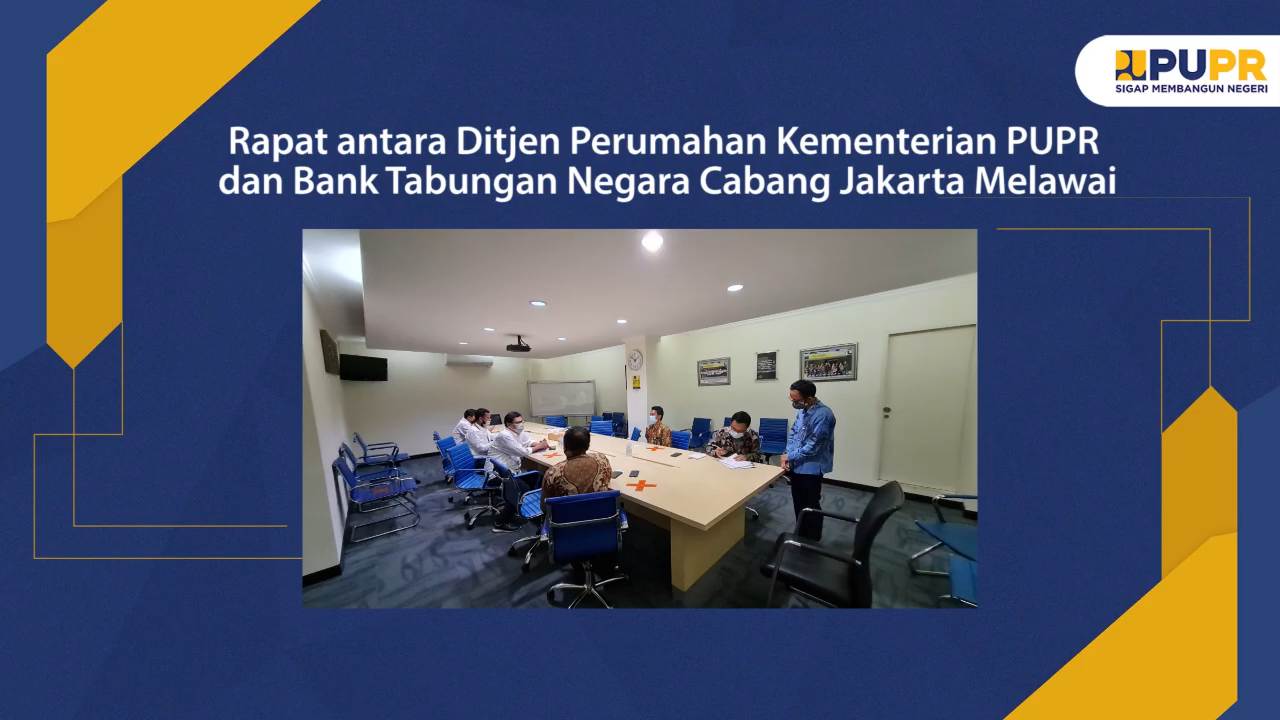 PUPR
SIGAP MEMBANGUN NEGERI
Rapat antara Ditjen Perumahan Kementerian PUPR
dan Bank Tabungan Negara Cabang Jakarta Melawai